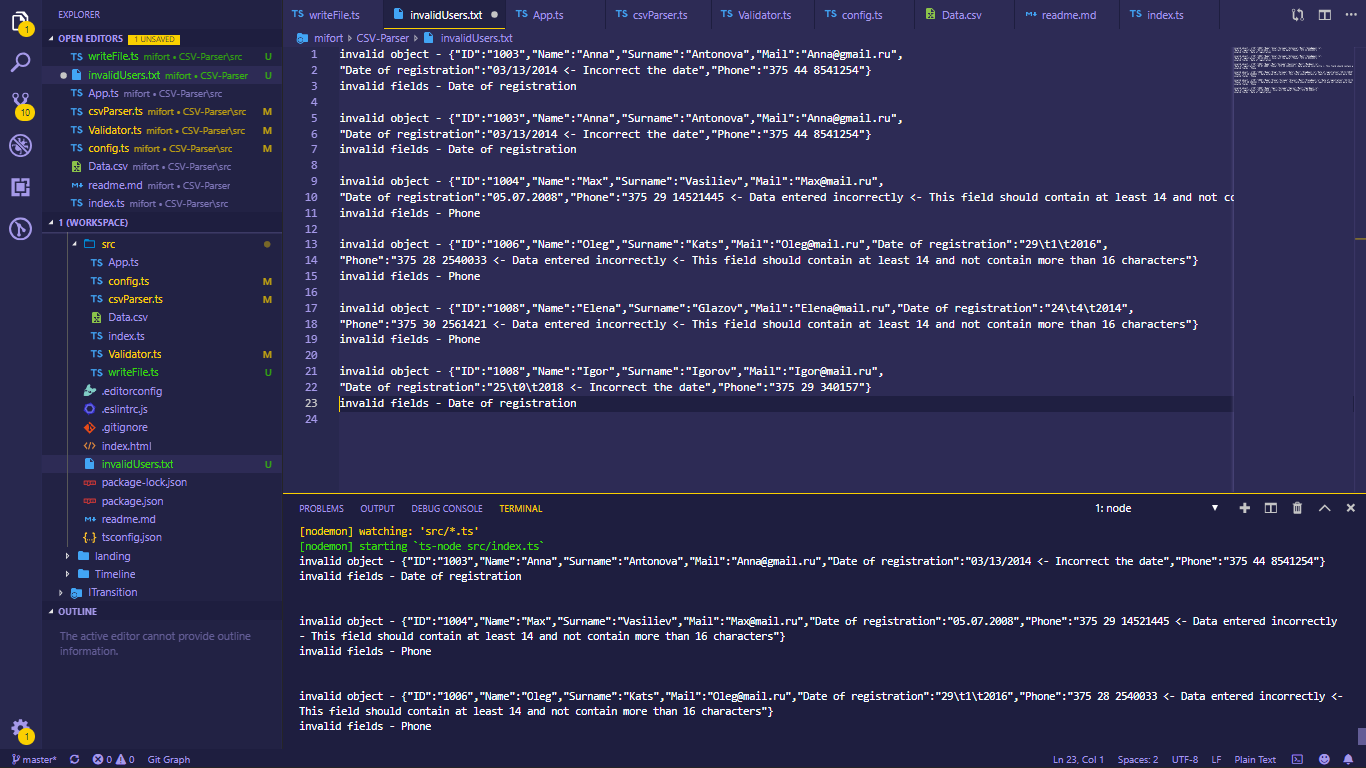 EXPLORER
OPEN EDITORS 1 UNSAVED
TS writeFile.ts mifort • CSV-Parser\src U
● invalidUsers.txt mifort • CSV-Parser U
TS App.ts mifort • CSV-Parser\src
TS csvParser.ts mifort • CSV-Parser\src M
TS Validator.ts mifort • CSV-Parser\src M
TS config.ts mifort • CSV-Parser\src M
Data.csv mifort • CSV-Parser\src
readme.md mifort • CSV-Parser
TS index.ts mifort • CSV-Parser\src
1 (WORKSPACE)
src
TS App.ts
TS config.ts M
TS csvParser.ts M
Data.csv
TS index.ts
TS Validator.ts M
TS writeFile.ts U
.editorconfig
.eslintrc.js
.gitignore
index.html
invalidUsers.txt U
package-lock.json
package.json
readme.md
tsconfig.json
landing
Timeline
ITransition
OUTLINE
The active editor cannot provide outline
information.
1
10
1
TS writeFile.ts invalidUsers.txt ● TS App.ts TS csvParser.ts TS Validator.ts TS config.ts Data.csv readme.md TS index.ts
mifort › CSV-Parser › invalidUsers.txt
1 invalid object - {"ID":"1003","Name":"Anna","Surname":"Antonova","Mail":"Anna@gmail.ru",
2 "Date of registration":"03/13/2014 <- Incorrect the date","Phone":"375 44 8541254"}
3 invalid fields - Date of registration
4
5 invalid object - {"ID":"1003","Name":"Anna","Surname":"Antonova","Mail":"Anna@gmail.ru",
6 "Date of registration":"03/13/2014 <- Incorrect the date","Phone":"375 44 8541254"}
7 invalid fields - Date of registration
8
9 invalid object - {"ID":"1004","Name":"Max","Surname":"Vasiliev","Mail":"Max@mail.ru",
10 "Date of registration":"05.07.2008","Phone":"375 29 14521445 <- Data entered incorrectly <- This field should contain at least 14 and not co
11 invalid fields - Phone
12
13 invalid object - {"ID":"1006","Name":"Oleg","Surname":"Kats","Mail":"Oleg@mail.ru","Date of registration":"29\t1\t2016",
14 "Phone":"375 28 2540033 <- Data entered incorrectly <- This field should contain at least 14 and not contain more than 16 characters"}
15 invalid fields - Phone
16
17 invalid object - {"ID":"1008","Name":"Elena","Surname":"Glazov","Mail":"Elena@mail.ru","Date of registration":"24\t4\t2014",
18 "Phone":"375 30 2561421 <- Data entered incorrectly <- This field should contain at least 14 and not contain more than 16 characters"}
19 invalid fields - Phone
20
21 invalid object - {"ID":"1008","Name":"Igor","Surname":"Igorov","Mail":"Igor@mail.ru",
22 "Date of registration":"25\t0\t2018 <- Incorrect the date","Phone":"375 29 340157"}
23 invalid fields - Date of registration
24
PROBLEMS OUTPUT DEBUG CONSOLE TERMINAL 1: node
[nodemon] watching: 'src/*.ts'
[nodemon] starting `ts-node src/index.ts`
invalid object - {"ID":"1003","Name":"Anna","Surname":"Antonova","Mail":"Anna@gmail.ru","Date of registration":"03/13/2014 <- Incorrect the date","Phone":"375 44 8541254"}
invalid fields - Date of registration
invalid object - {"ID":"1004","Name":"Max","Surname":"Vasiliev","Mail":"Max@mail.ru","Date of registration":"05.07.2008","Phone":"375 29 14521445 <- Data entered incorrectly <
- This field should contain at least 14 and not contain more than 16 characters"}
invalid fields - Phone
invalid object - {"ID":"1006","Name":"Oleg","Surname":"Kats","Mail":"Oleg@mail.ru","Date of registration":"29\t1\t2016","Phone":"375 28 2540033 <- Data entered incorrectly <-
This field should contain at least 14 and not contain more than 16 characters"}
invalid fields - Phone
master* 0 0 Git Graph Ln 23, Col 1 Spaces: 2 UTF-8 LF Plain Text